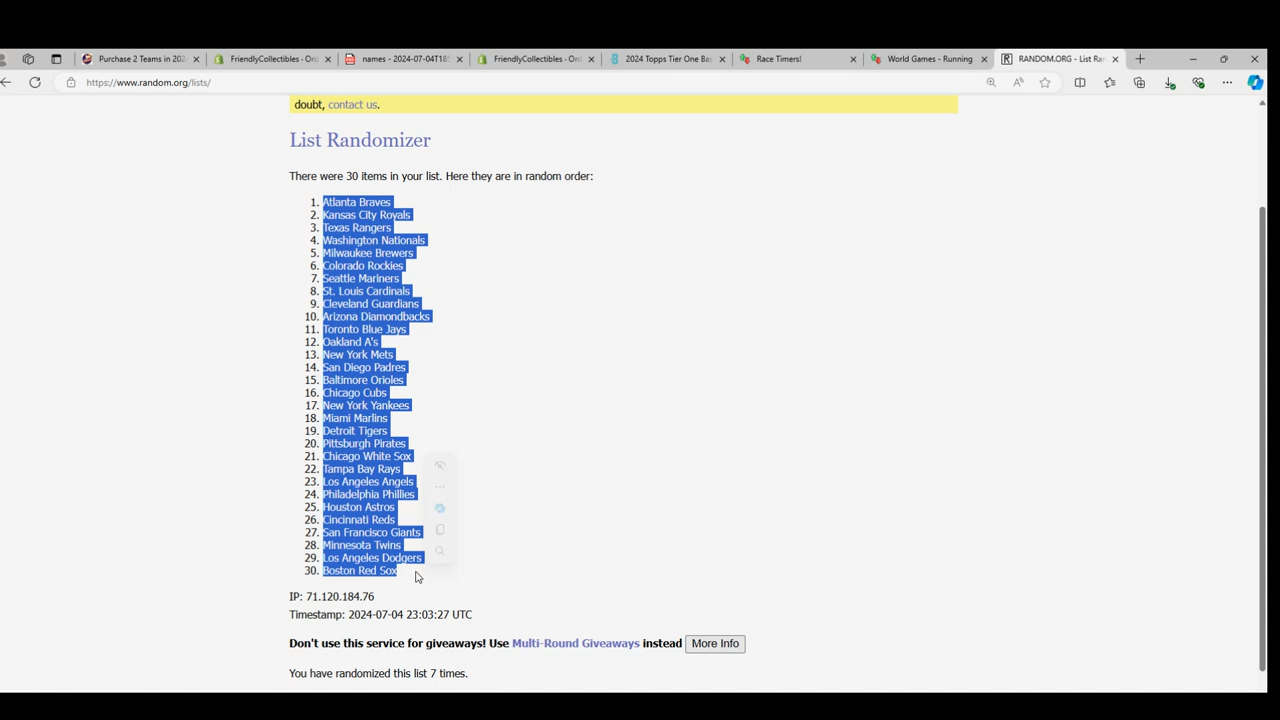 Purchase 2 Teams in 202
FriendlyCollectibles - Ord
names - 2024-07-04T185
FriendlyCollectibles - Ord
2024 Topps Tier One Bas
Race Timers!
World Games - Running
RANDOM.ORG - List Ran
https://www.random.org/lists/
doubt, contact us.
List Randomizer
There were 30 items in your list. Here they are in random order:
1. Atlanta Braves
2. Kansas City Royals
3. Texas Rangers
4. Washington Nationals
5. Milwaukee Brewers
6. Colorado Rockies
7. Seattle Mariners
8. St. Louis Cardinals
9. Cleveland Guardians
10. Arizona Diamondbacks
11. Toronto Blue Jays
12. Oakland A's
13. New York Mets
14. San Diego Padres
15. Baltimore Orioles
16. Chicago Cubs
17. New York Yankees
18. Miami Marlins
19. Detroit Tigers
20. Pittsburgh Pirates
21. Chicago White Sox
22. Tampa Bay Rays
23. Los Angeles Angels
24. Philadelphia Phillies
25. Houston Astros
26. Cincinnati Reds
27. San Francisco Giants
28. Minnesota Twins
29. Los Angeles Dodgers
30. Boston Red Sox
IP: 71.120.184.76
Timestamp: 2024-07-04 23:03:27 UTC
Don't use this service for giveaways! Use Multi-Round Giveaways instead More Info
You have randomized this list 7 times.